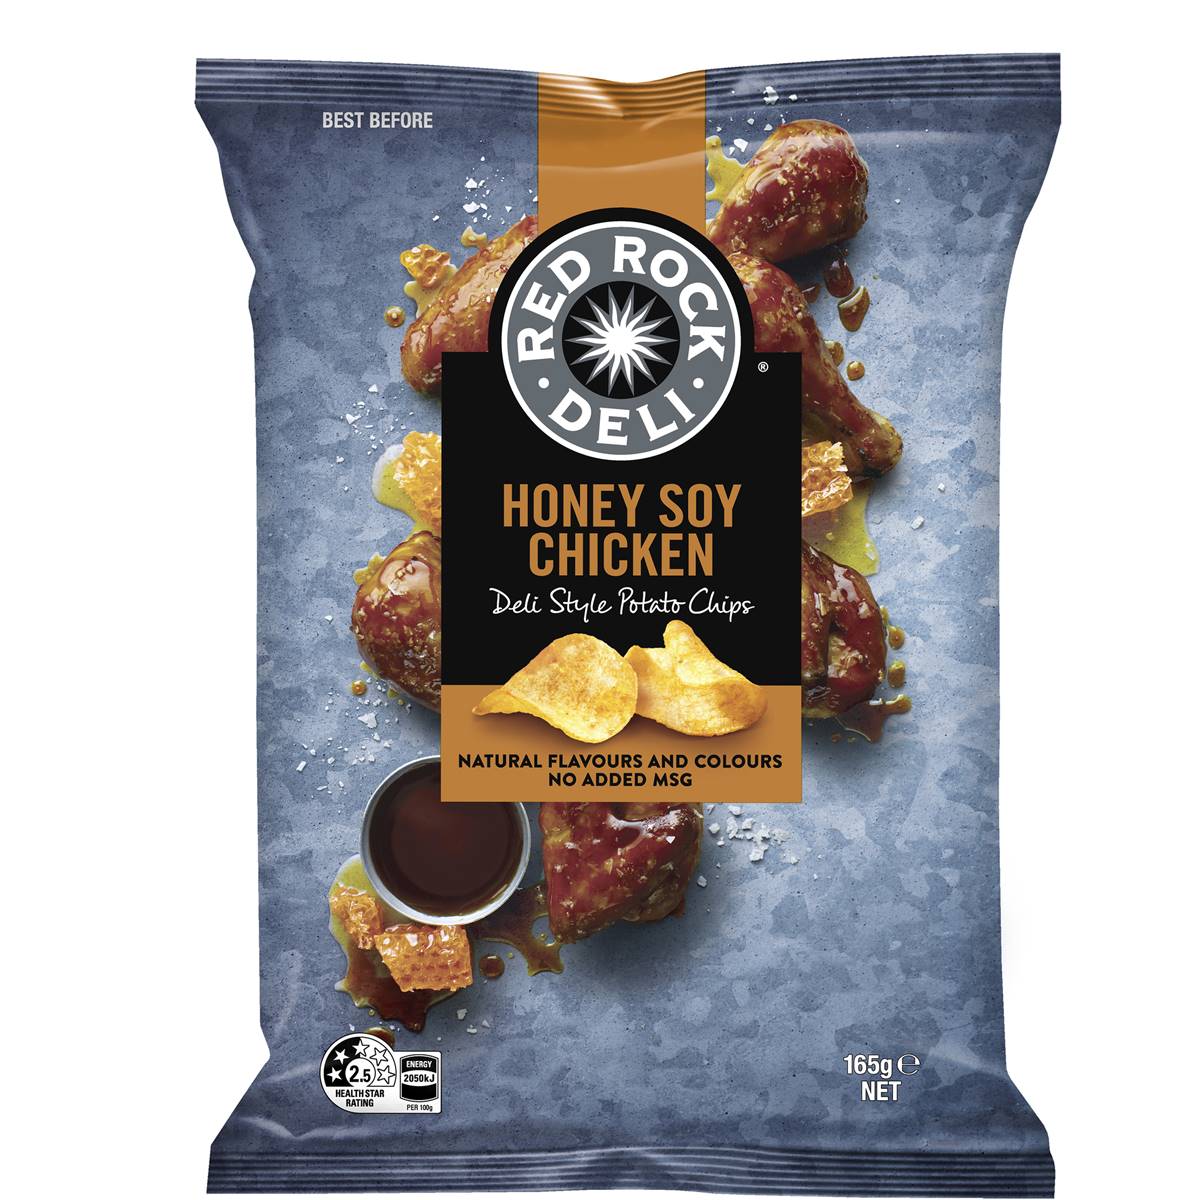 BEST BEFORE
RED ROCK
DELI
®
HONEY SOY
CHICKEN
Deli Style Potato Chips
NATURAL FLAVOURS AND COLOURS
NO ADDED MSG
2.5
HEALTH STAR
RATING
ENERGY
2050kJ
PER 100g
165g ℮
NET